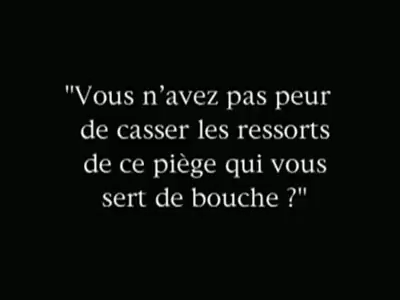 "Vous n’avez pas peur
de casser les ressorts
de ce piège qui vous
sert de bouche ?"